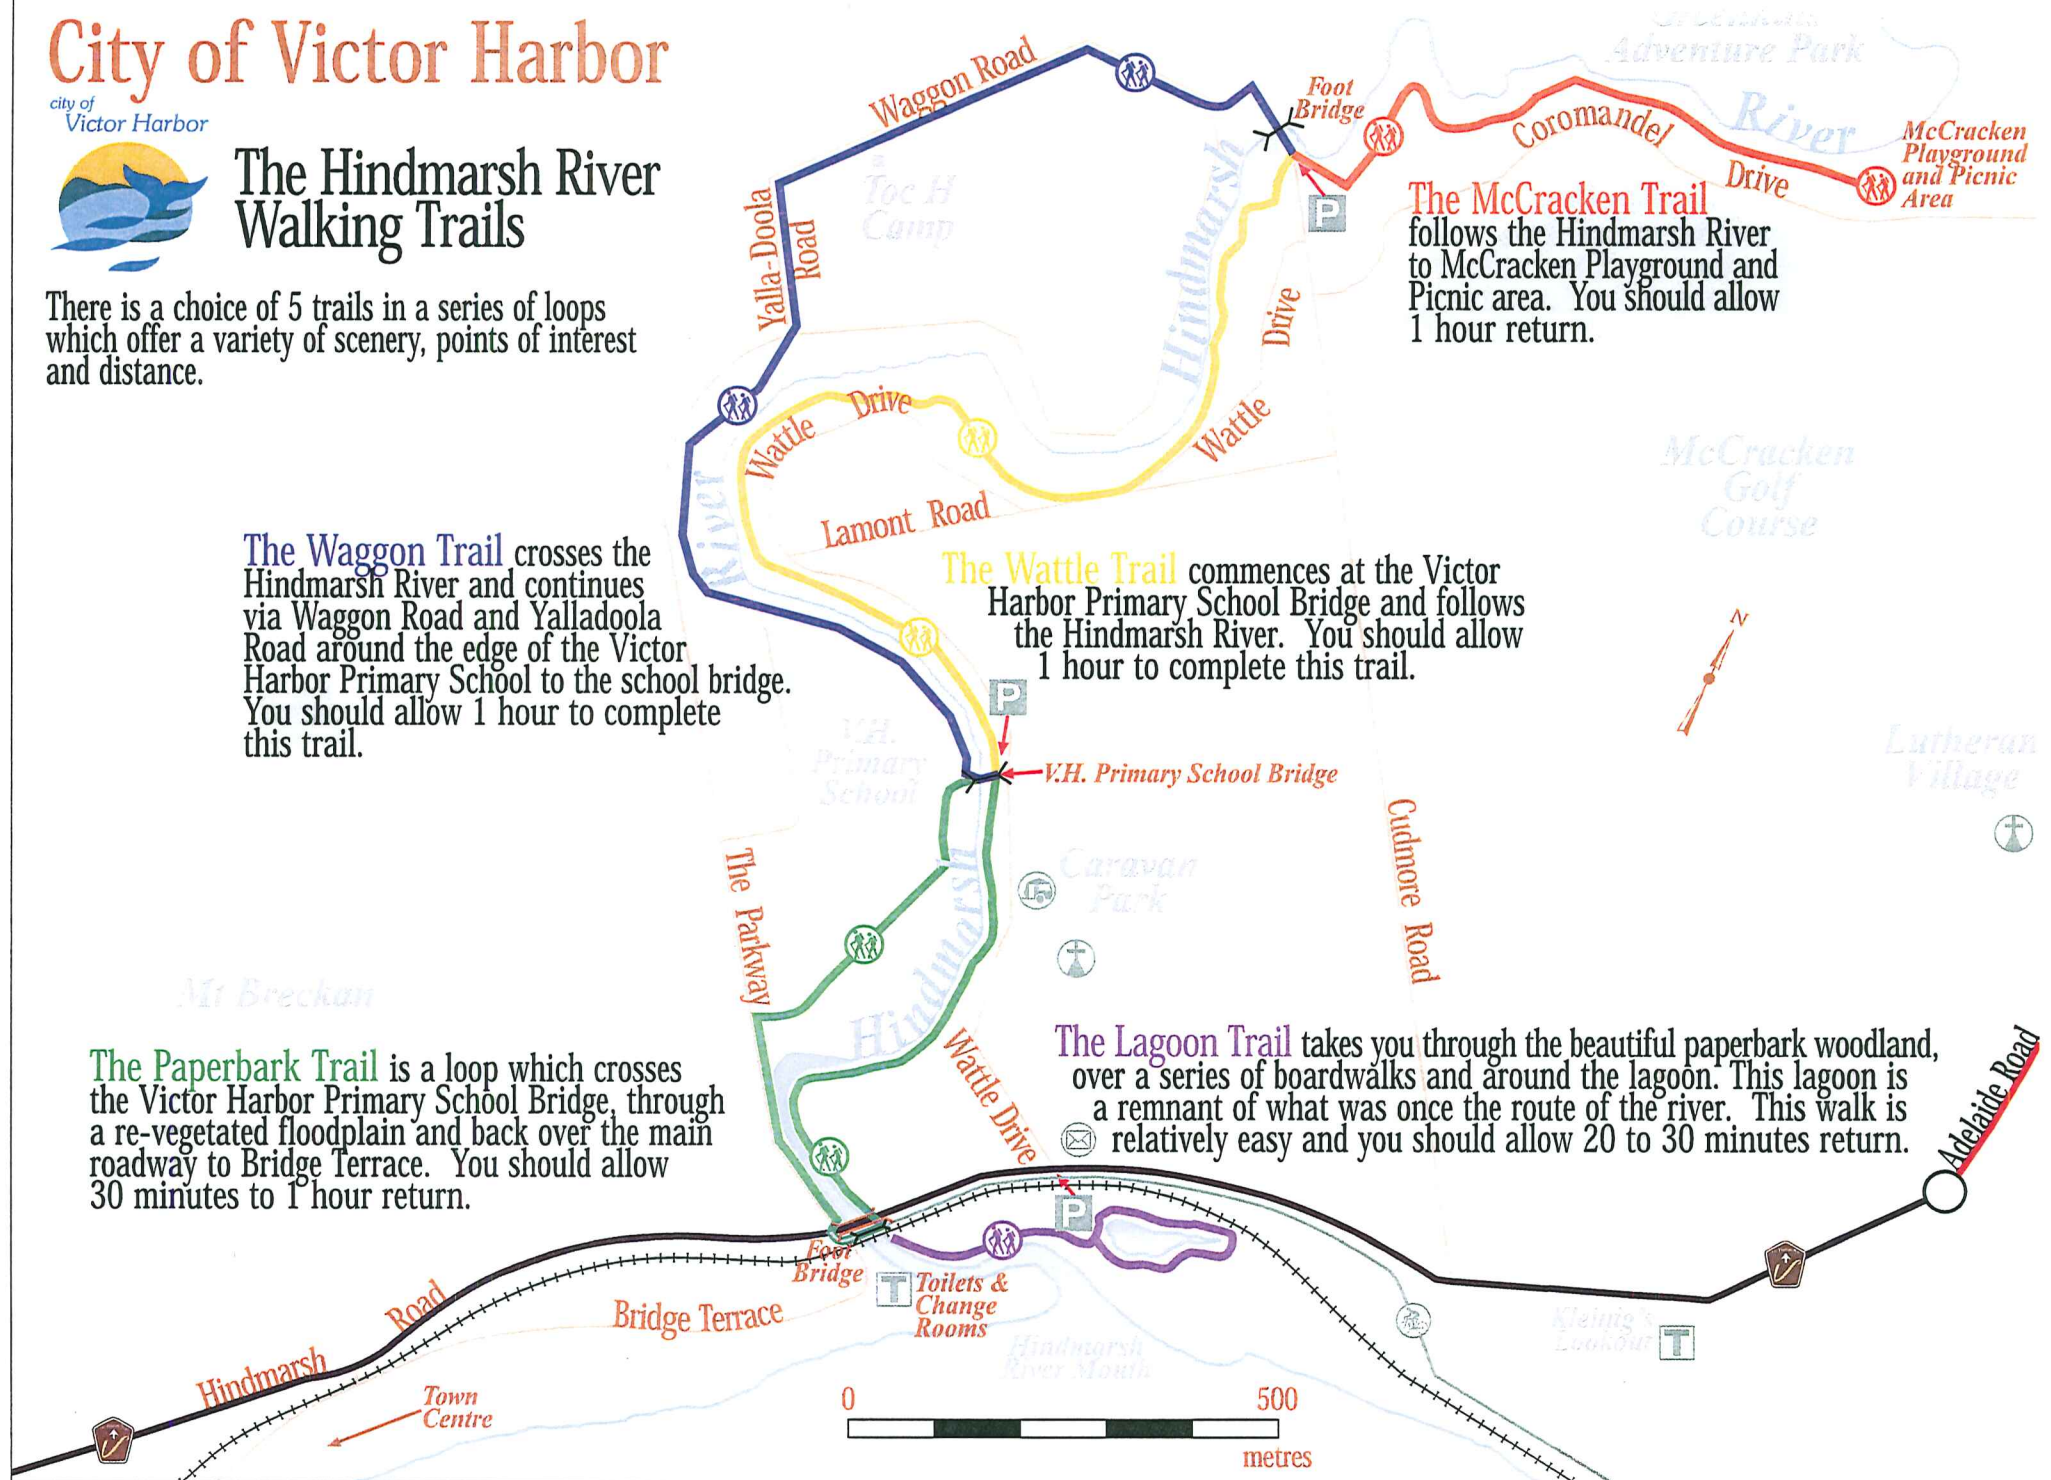 City of Victor Harbor
city of
Victor Harbor
The Hindmarsh River
Walking Trails
There is a choice of 5 trails in a series of loops
which offer a variety of scenery, points of interest
and distance.
Waggon Road
Yalla-Doola
Road
Toc H
Camp
Foot
Bridge
Adventure Park
River
Coromandel
Drive
McCracken
Playground
and Picnic
Area
P
The McCracken Trail
follows the Hindmarsh River
to McCracken Playground and
Picnic area. You should allow
1 hour return.
Hindmarsh
Drive
Wattle
Wattle
Drive
River
Lamont Road
McCracken
Golf
Course
The Waggon Trail crosses the
Hindmarsh River and continues
via Waggon Road and Yalladoola
Road around the edge of the Victor
Harbor Primary School to the school bridge.
You should allow 1 hour to complete
this trail.
The Wattle Trail commences at the Victor
Harbor Primary School Bridge and follows
the Hindmarsh River. You should allow
1 hour to complete this trail.
N
P
V.H.
Primary
School
V.H. Primary School Bridge
Lutheran
Village
The Parkway
Caravan
Park
Cudmore Road
Hindmarsh
Hindmarsh
Mt Breckan
The Paperbark Trail is a loop which crosses
the Victor Harbor Primary School Bridge, through
a re-vegetated floodplain and back over the main
roadway to Bridge Terrace. You should allow
30 minutes to 1 hour return.
Wattle Drive
The Lagoon Trail takes you through the beautiful paperbark woodland,
over a series of boardwalks and around the lagoon. This lagoon is
a remnant of what was once the route of the river. This walk is
relatively easy and you should allow 20 to 30 minutes return.
Adelaide Road
P
Foot
Bridge
T
Toilets &
Change
Rooms
Bridge Terrace
Hindmarsh Road
Hindmarsh
River Mouth
Kleinig's
Lookout
T
Town
Centre
0 500
metres